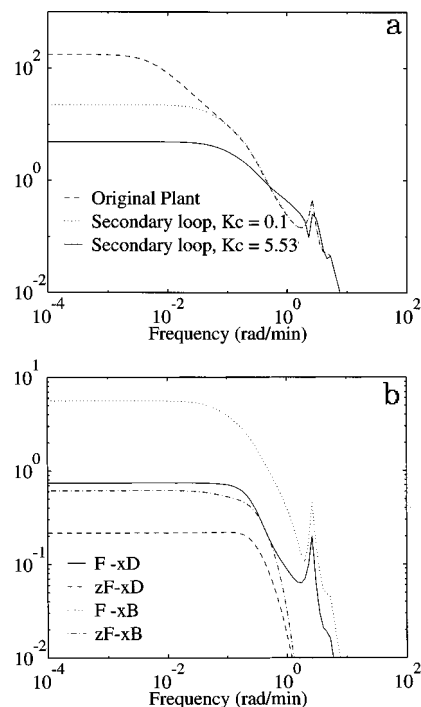 a
10^2
10^0
10^-2
Original Plant
Secondary loop, Kc = 0.1
Secondary loop, Kc = 5.53
10^-4 10^-2 10^0 10^2
Frequency (rad/min)
b
10^1
10^0
10^-1
10^-2
F -xD
zF-xD
F -xB
zF-xB
10^-4 10^-2 10^0 10^2
Frequency (rad/min)